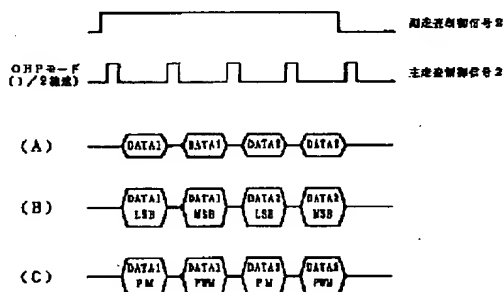 副走査制御信号2
OHPモード
(1/2線速)
主走査制御信号2
(A) DATA1 DATA1 DATA2 DATA2
(B) DATA1 DATA1 DATA2 DATA2
LSB MSB LSB MSB
(C) DATA1 DATA1 DATA2 DATA2
PM PWM PM PWM